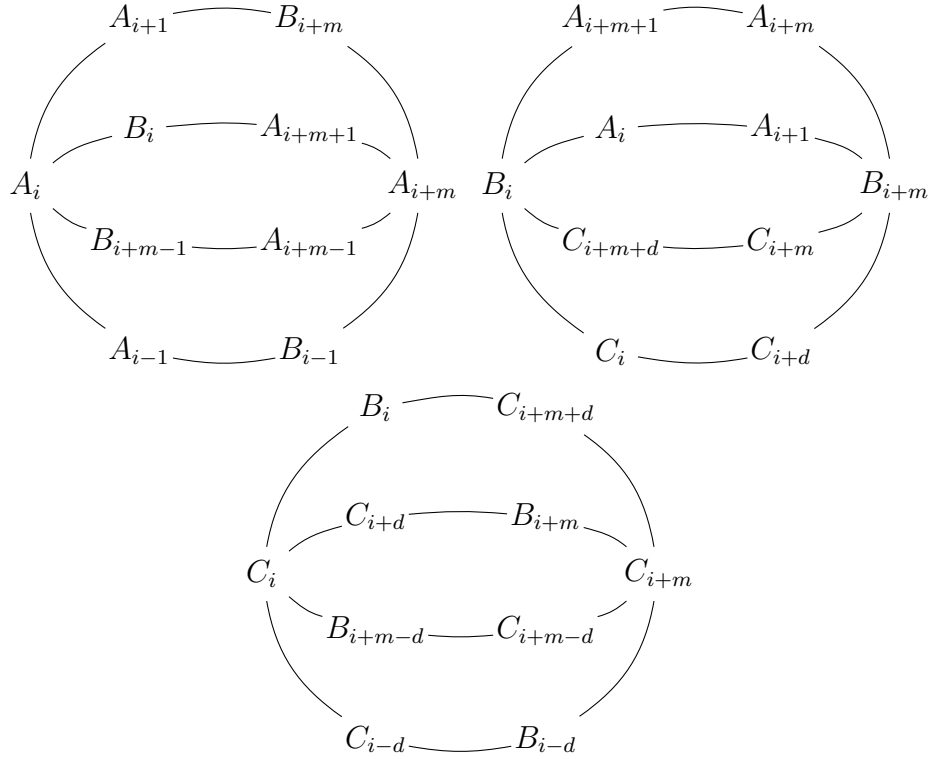 A_{i+1} B_{i+m} A_{i+m+1} A_{i+m}
B_i A_{i+m+1} A_i A_{i+1}
A_i A_{i+m} B_i B_{i+m}
B_{i+m-1} A_{i+m-1} C_{i+m+d} C_{i+m}
A_{i-1} B_{i-1} C_i C_{i+d}
B_i C_{i+m+d}
C_{i+d} B_{i+m}
C_i C_{i+m}
B_{i+m-d} C_{i+m-d}
C_{i-d} B_{i-d}